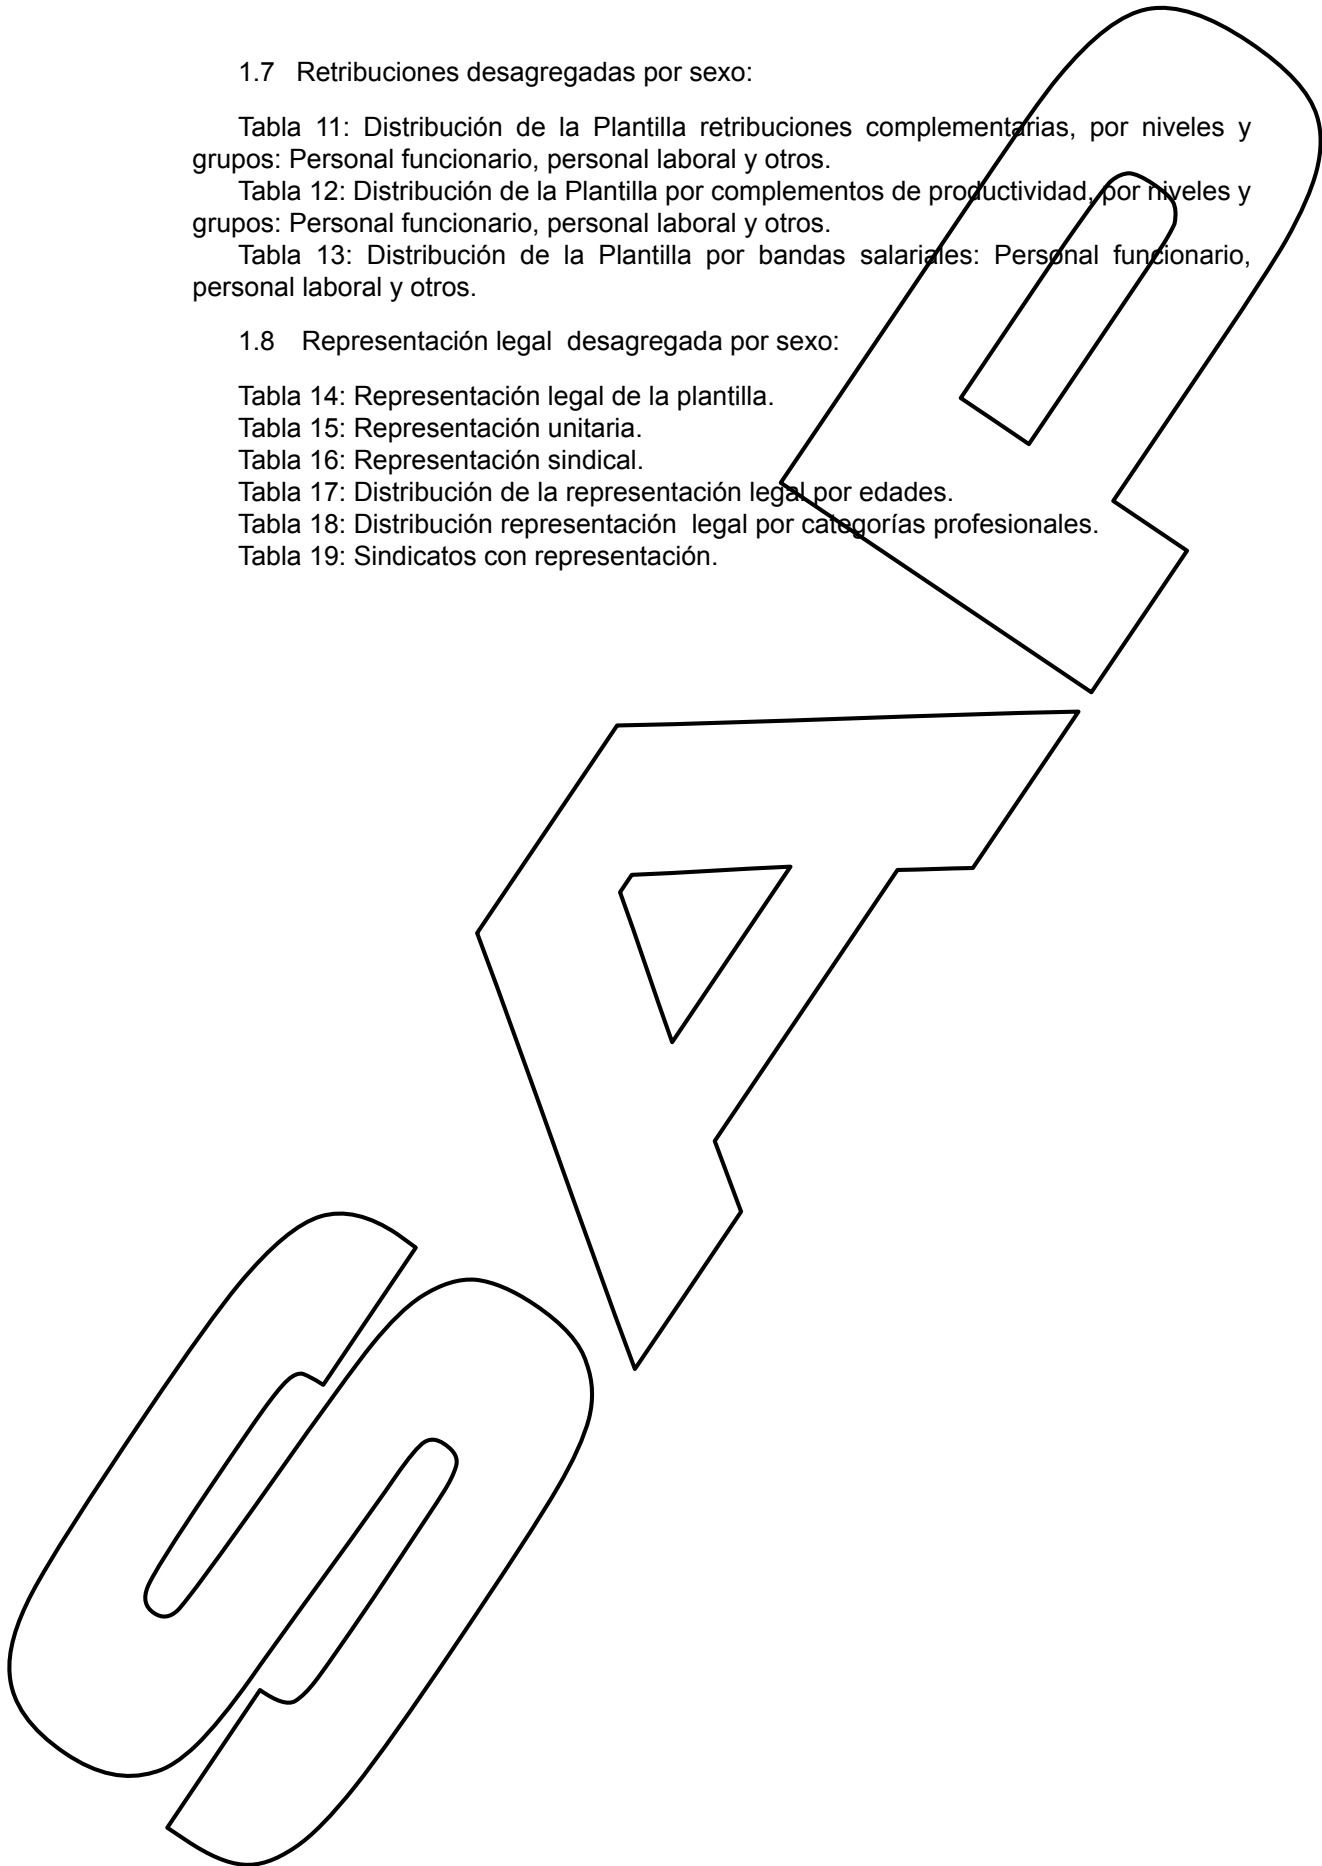 1.7 Retribuciones desagregadas por sexo:
Tabla 11: Distribución de la Plantilla retribuciones complementarias, por niveles y
grupos: Personal funcionario, personal laboral y otros.
Tabla 12: Distribución de la Plantilla por complementos de productividad, por niveles y
grupos: Personal funcionario, personal laboral y otros.
Tabla 13: Distribución de la Plantilla por bandas salariales: Personal funcionario,
personal laboral y otros.
1.8 Representación legal desagregada por sexo:
Tabla 14: Representación legal de la plantilla.
Tabla 15: Representación unitaria.
Tabla 16: Representación sindical.
Tabla 17: Distribución de la representación legal por edades.
Tabla 18: Distribución representación legal por categorías profesionales.
Tabla 19: Sindicatos con representación.
SAP